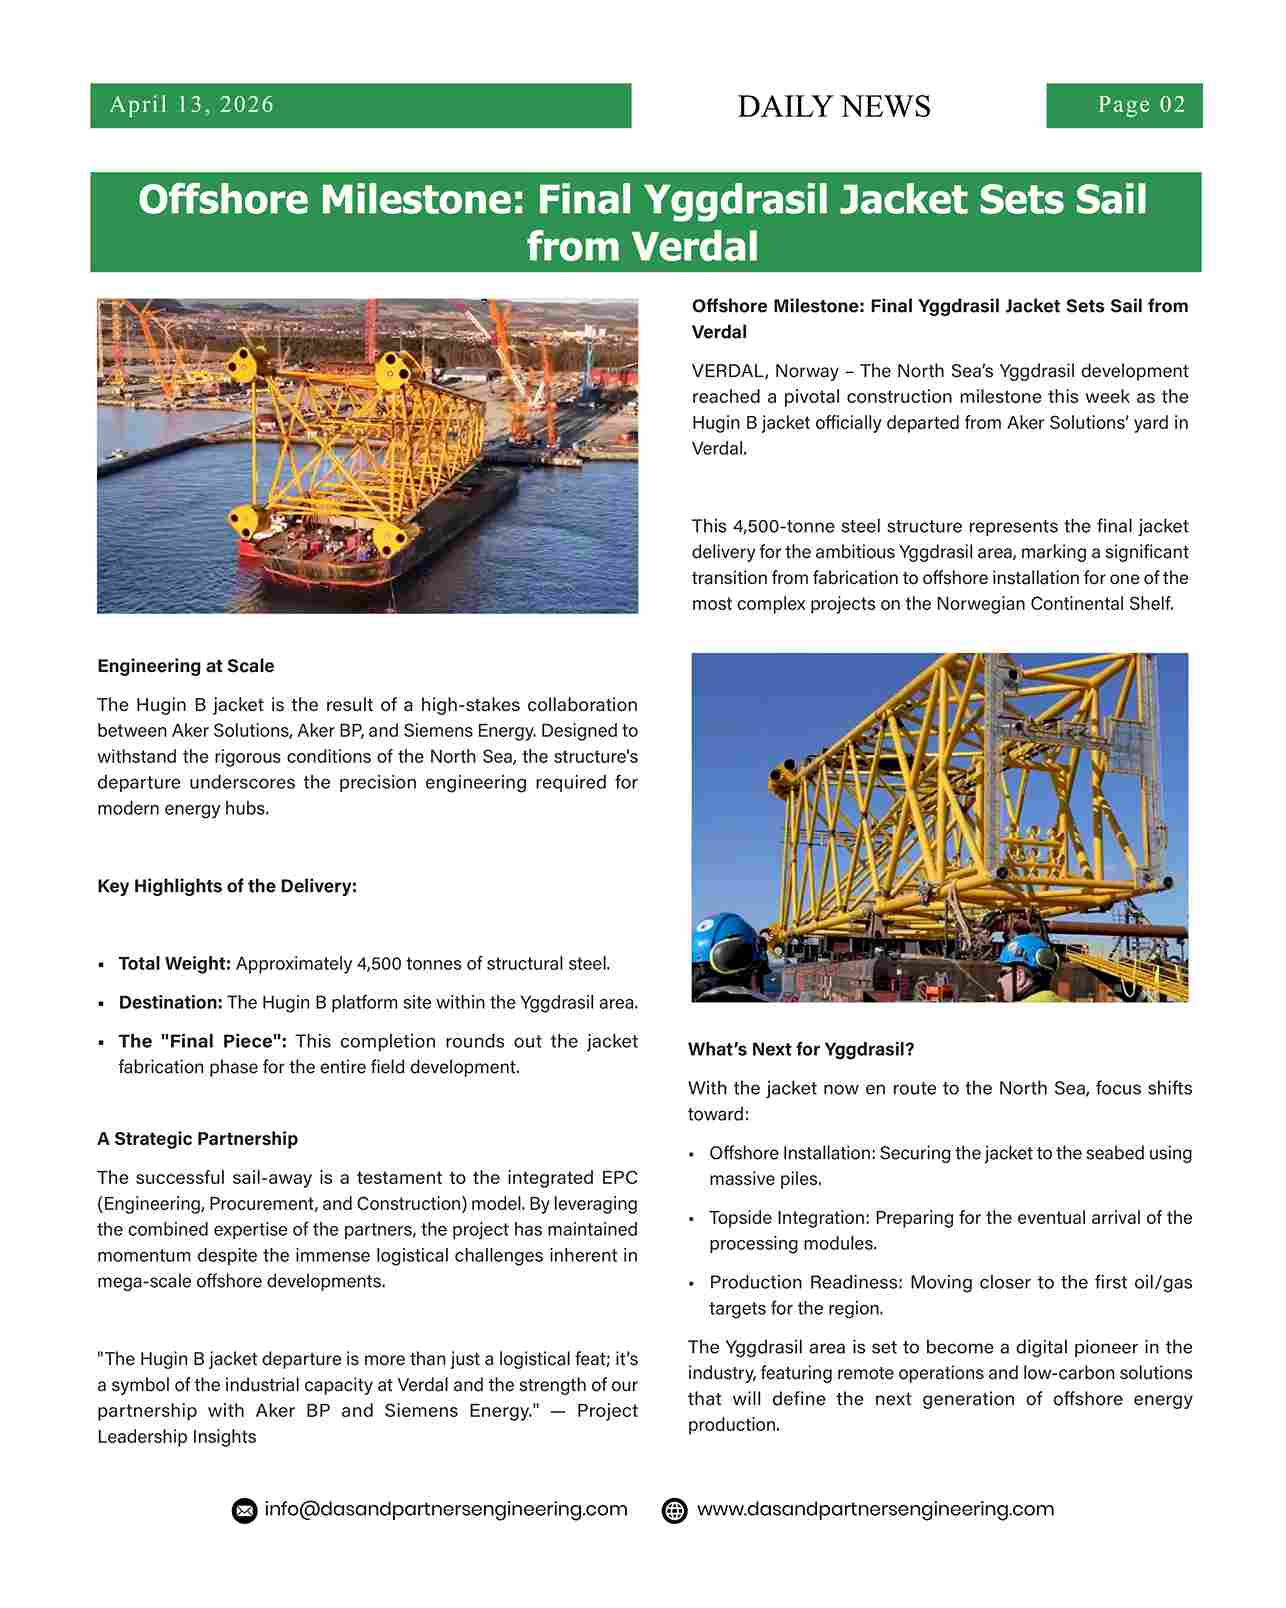 April 13, 2026
DAILY NEWS
Page 02
Offshore Milestone: Final Yggdrasil Jacket Sets Sail
from Verdal
Offshore Milestone: Final Yggdrasil Jacket Sets Sail from
Verdal
VERDAL, Norway – The North Sea’s Yggdrasil development
reached a pivotal construction milestone this week as the
Hugin B jacket officially departed from Aker Solutions’ yard in
Verdal.
This 4,500-tonne steel structure represents the final jacket
delivery for the ambitious Yggdrasil area, marking a significant
transition from fabrication to offshore installation for one of the
most complex projects on the Norwegian Continental Shelf.
Engineering at Scale
The Hugin B jacket is the result of a high-stakes collaboration
between Aker Solutions, Aker BP, and Siemens Energy. Designed to
withstand the rigorous conditions of the North Sea, the structure's
departure underscores the precision engineering required for
modern energy hubs.
Key Highlights of the Delivery:
▪ Total Weight: Approximately 4,500 tonnes of structural steel.
▪ Destination: The Hugin B platform site within the Yggdrasil area.
▪ The "Final Piece": This completion rounds out the jacket
fabrication phase for the entire field development.
A Strategic Partnership
The successful sail-away is a testament to the integrated EPC
(Engineering, Procurement, and Construction) model. By leveraging
the combined expertise of the partners, the project has maintained
momentum despite the immense logistical challenges inherent in
mega-scale offshore developments.
"The Hugin B jacket departure is more than just a logistical feat; it's
a symbol of the industrial capacity at Verdal and the strength of our
partnership with Aker BP and Siemens Energy." — Project
Leadership Insights
What’s Next for Yggdrasil?
With the jacket now en route to the North Sea, focus shifts
toward:
• Offshore Installation: Securing the jacket to the seabed using
massive piles.
• Topside Integration: Preparing for the eventual arrival of the
processing modules.
• Production Readiness: Moving closer to the first oil/gas
targets for the region.
The Yggdrasil area is set to become a digital pioneer in the
industry, featuring remote operations and low-carbon solutions
that will define the next generation of offshore energy
production.
info@dasandpartnersengineering.com
www.dasandpartnersengineering.com